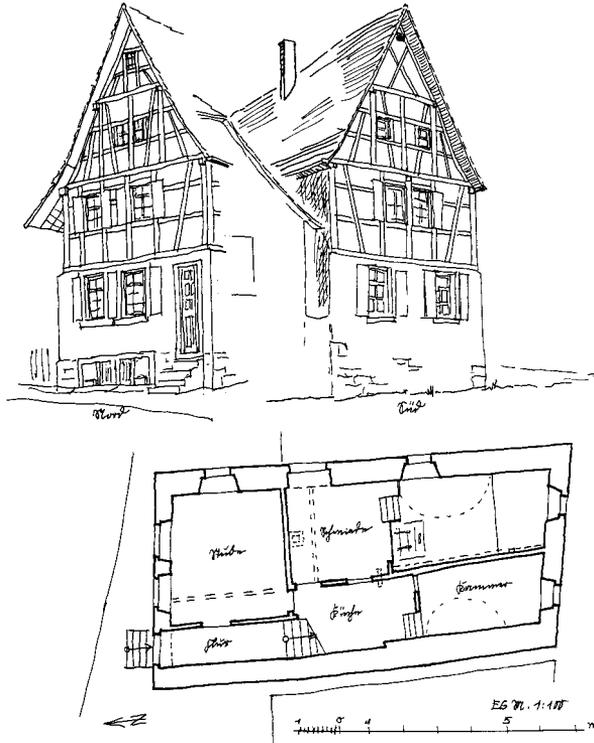 Nord
Süd
Stube
Schmiede
Küche
Kammer
Flur
EG M. 1:100
N
1 0 1 5 m